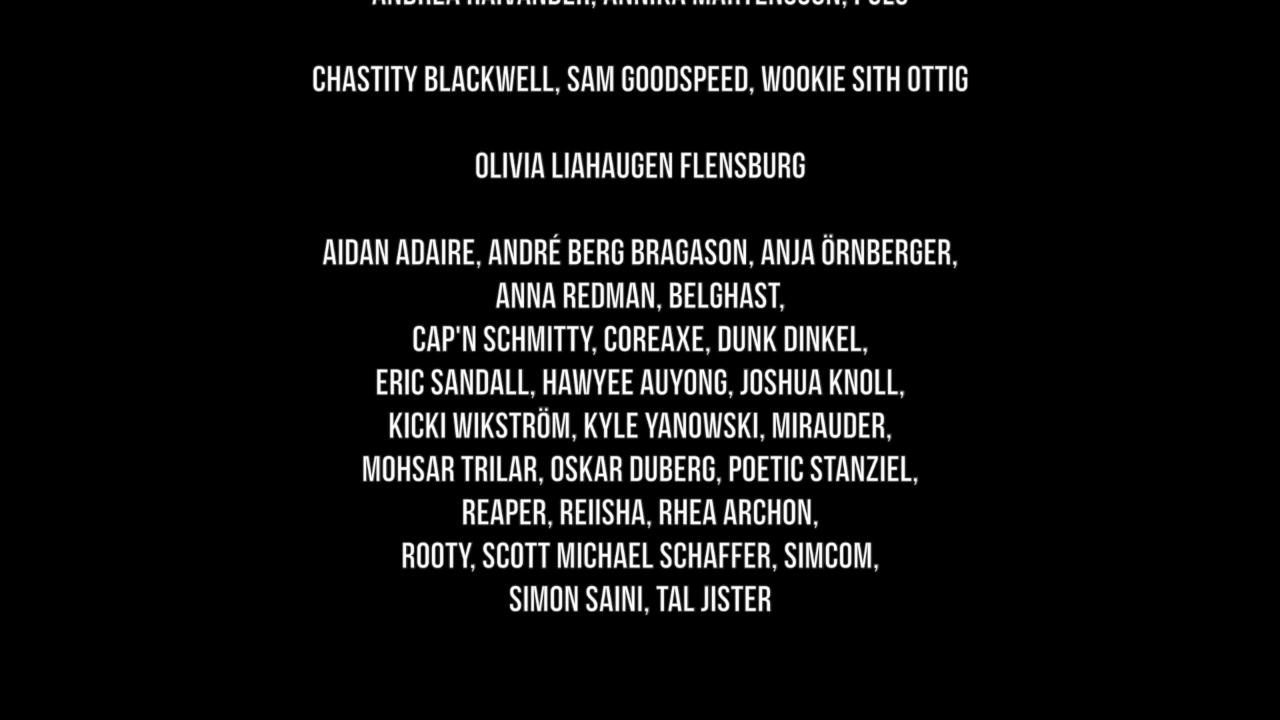 CHASTITY BLACKWELL, SAM GOODSPEED, WOOKIE SITH OTTIG
OLIVIA LIAHAUGEN FLENSBURG
AIDAN ADAIRE, ANDRÉ BERG BRAGASON, ANJA ÖRNBERGER,
ANNA REDMAN, BELGHAST,
CAP'N SCHMITTY, COREAXE, DUNK DINKEL,
ERIC SANDALL, HAWYEE AUYONG, JOSHUA KNOLL,
KICKI WIKSTRÖM, KYLE YANOWSKI, MIRAUDER,
MOHSAR TRILAR, OSKAR DUBERG, POETIC STANZIEL,
REAPER, REIISHA, RHEA ARCHON,
ROOTY, SCOTT MICHAEL SCHAFFER, SIMCOM,
SIMON SAINI, TAL JISTER